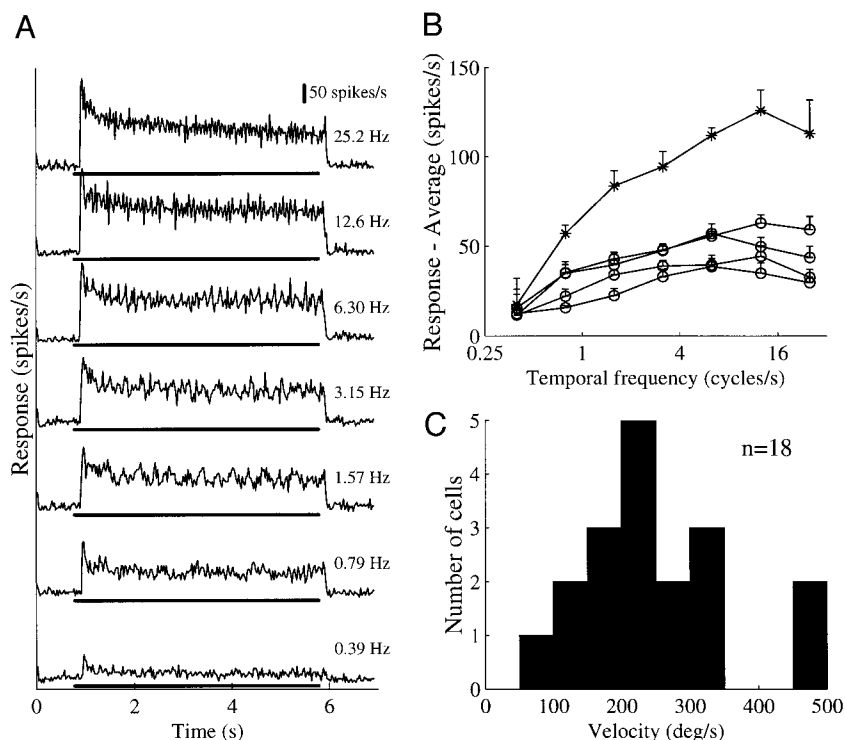 A
Response (spikes/s)
50 spikes/s
25.2 Hz
12.6 Hz
6.30 Hz
3.15 Hz
1.57 Hz
0.79 Hz
0.39 Hz
0 2 4 6
Time (s)
B
Response - Average (spikes/s)
150
100
50
0
0.25 1 4 16
Temporal frequency (cycles/s)
C
Number of cells
n=18
5
4
3
2
1
0 100 200 300 400 500
Velocity (deg/s)